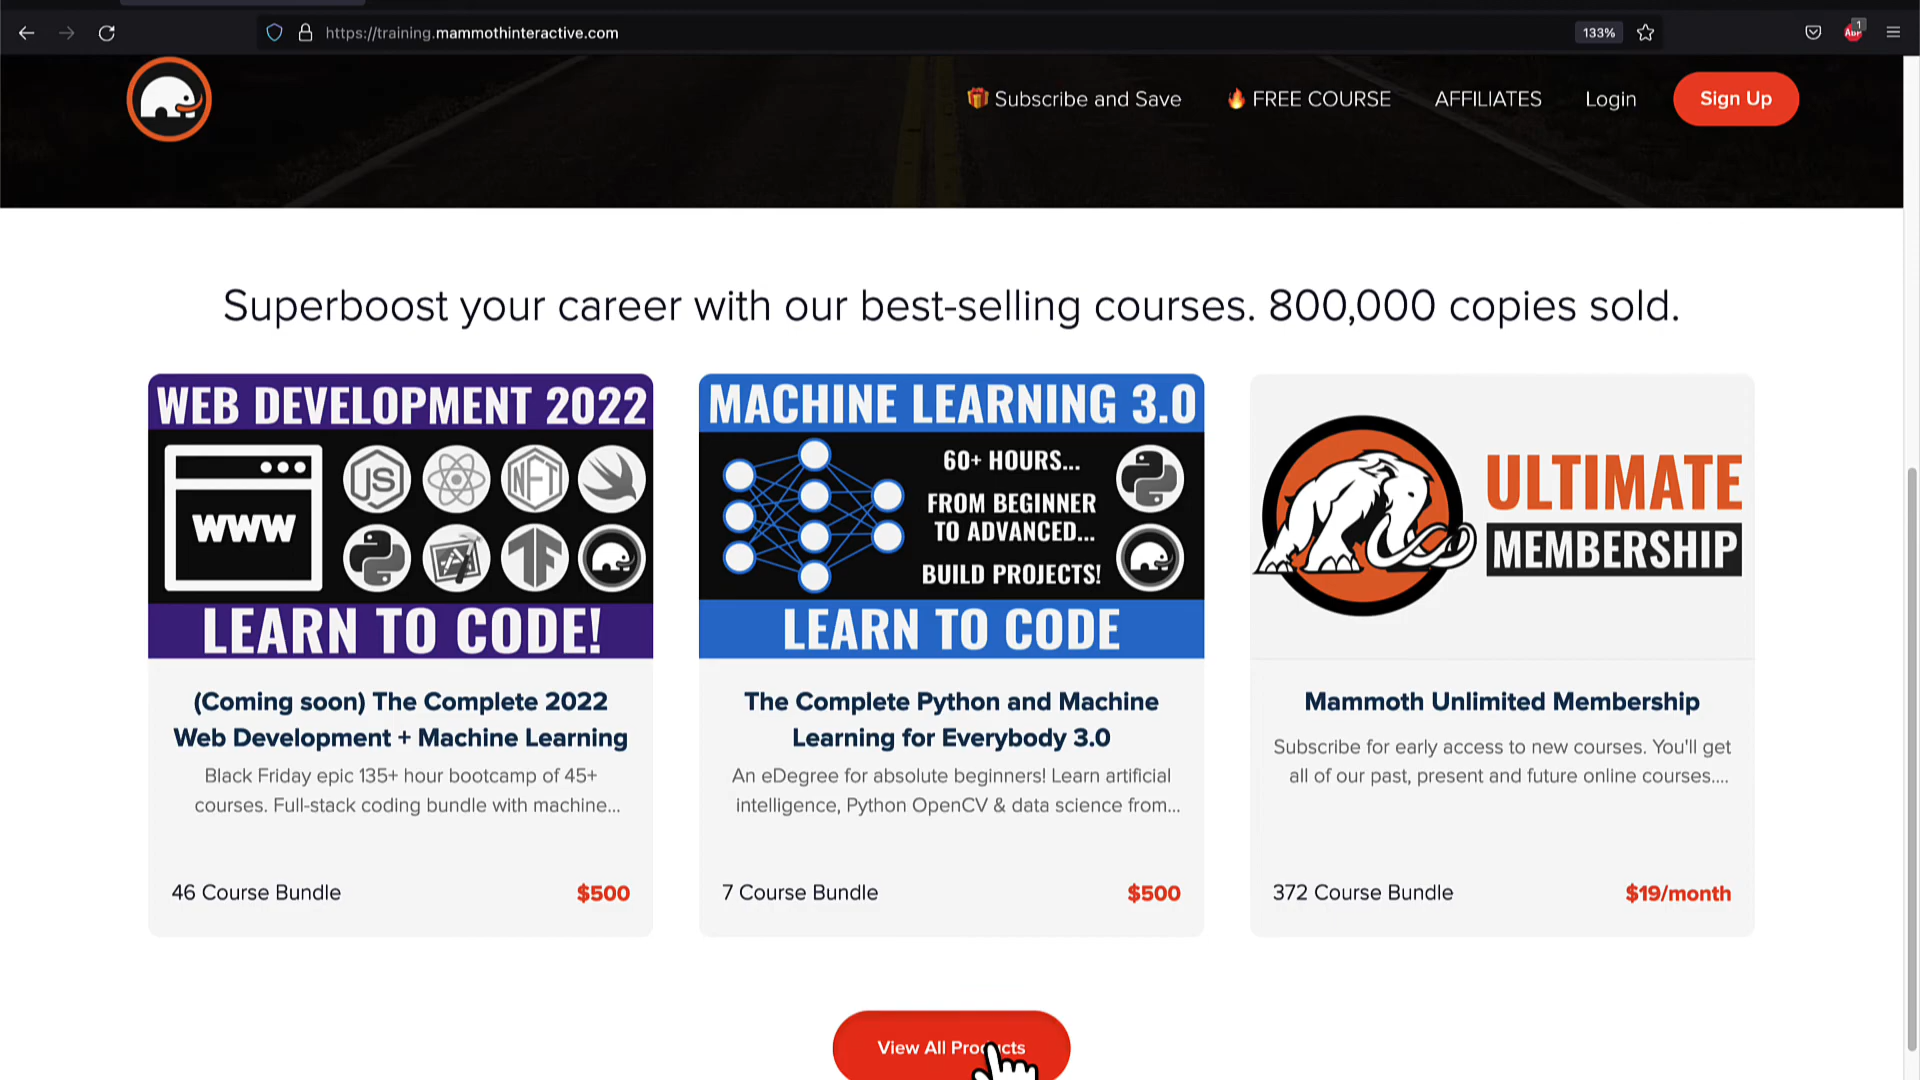 https://training.mammothinteractive.com
133%
1
ABP
Subscribe and Save
FREE COURSE
AFFILIATES
Login
Sign Up
Superboost your career with our best-selling courses. 800,000 copies sold.
WEB DEVELOPMENT 2022
WWW
JS
NFT
TF
LEARN TO CODE!
(Coming soon) The Complete 2022
Web Development + Machine Learning
Black Friday epic 135+ hour bootcamp of 45+
courses. Full-stack coding bundle with machine...
46 Course Bundle
$500
MACHINE LEARNING 3.0
60+ HOURS...
FROM BEGINNER
TO ADVANCED...
BUILD PROJECTS!
LEARN TO CODE
The Complete Python and Machine
Learning for Everybody 3.0
An eDegree for absolute beginners! Learn artificial
intelligence, Python OpenCV & data science from...
7 Course Bundle
$500
ULTIMATE
MEMBERSHIP
Mammoth Unlimited Membership
Subscribe for early access to new courses. You'll get
all of our past, present and future online courses....
372 Course Bundle
$19/month
View All Products